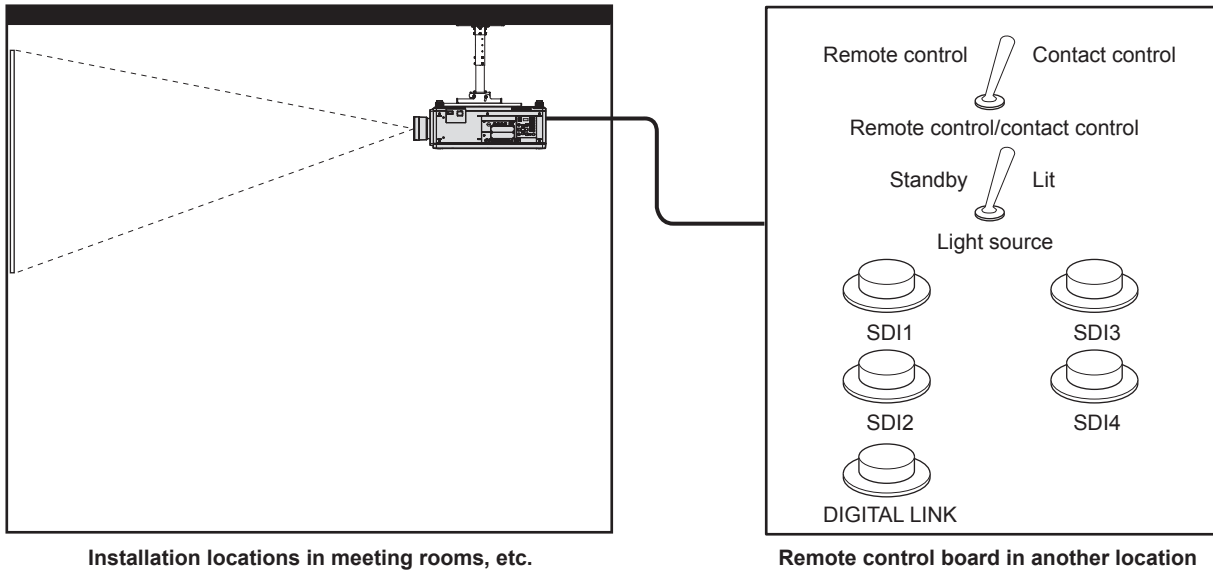 Remote control
Contact control
Remote control/contact control
Standby
Lit
Light source
SDI1
SDI3
SDI2
SDI4
DIGITAL LINK
Installation locations in meeting rooms, etc.
Remote control board in another location